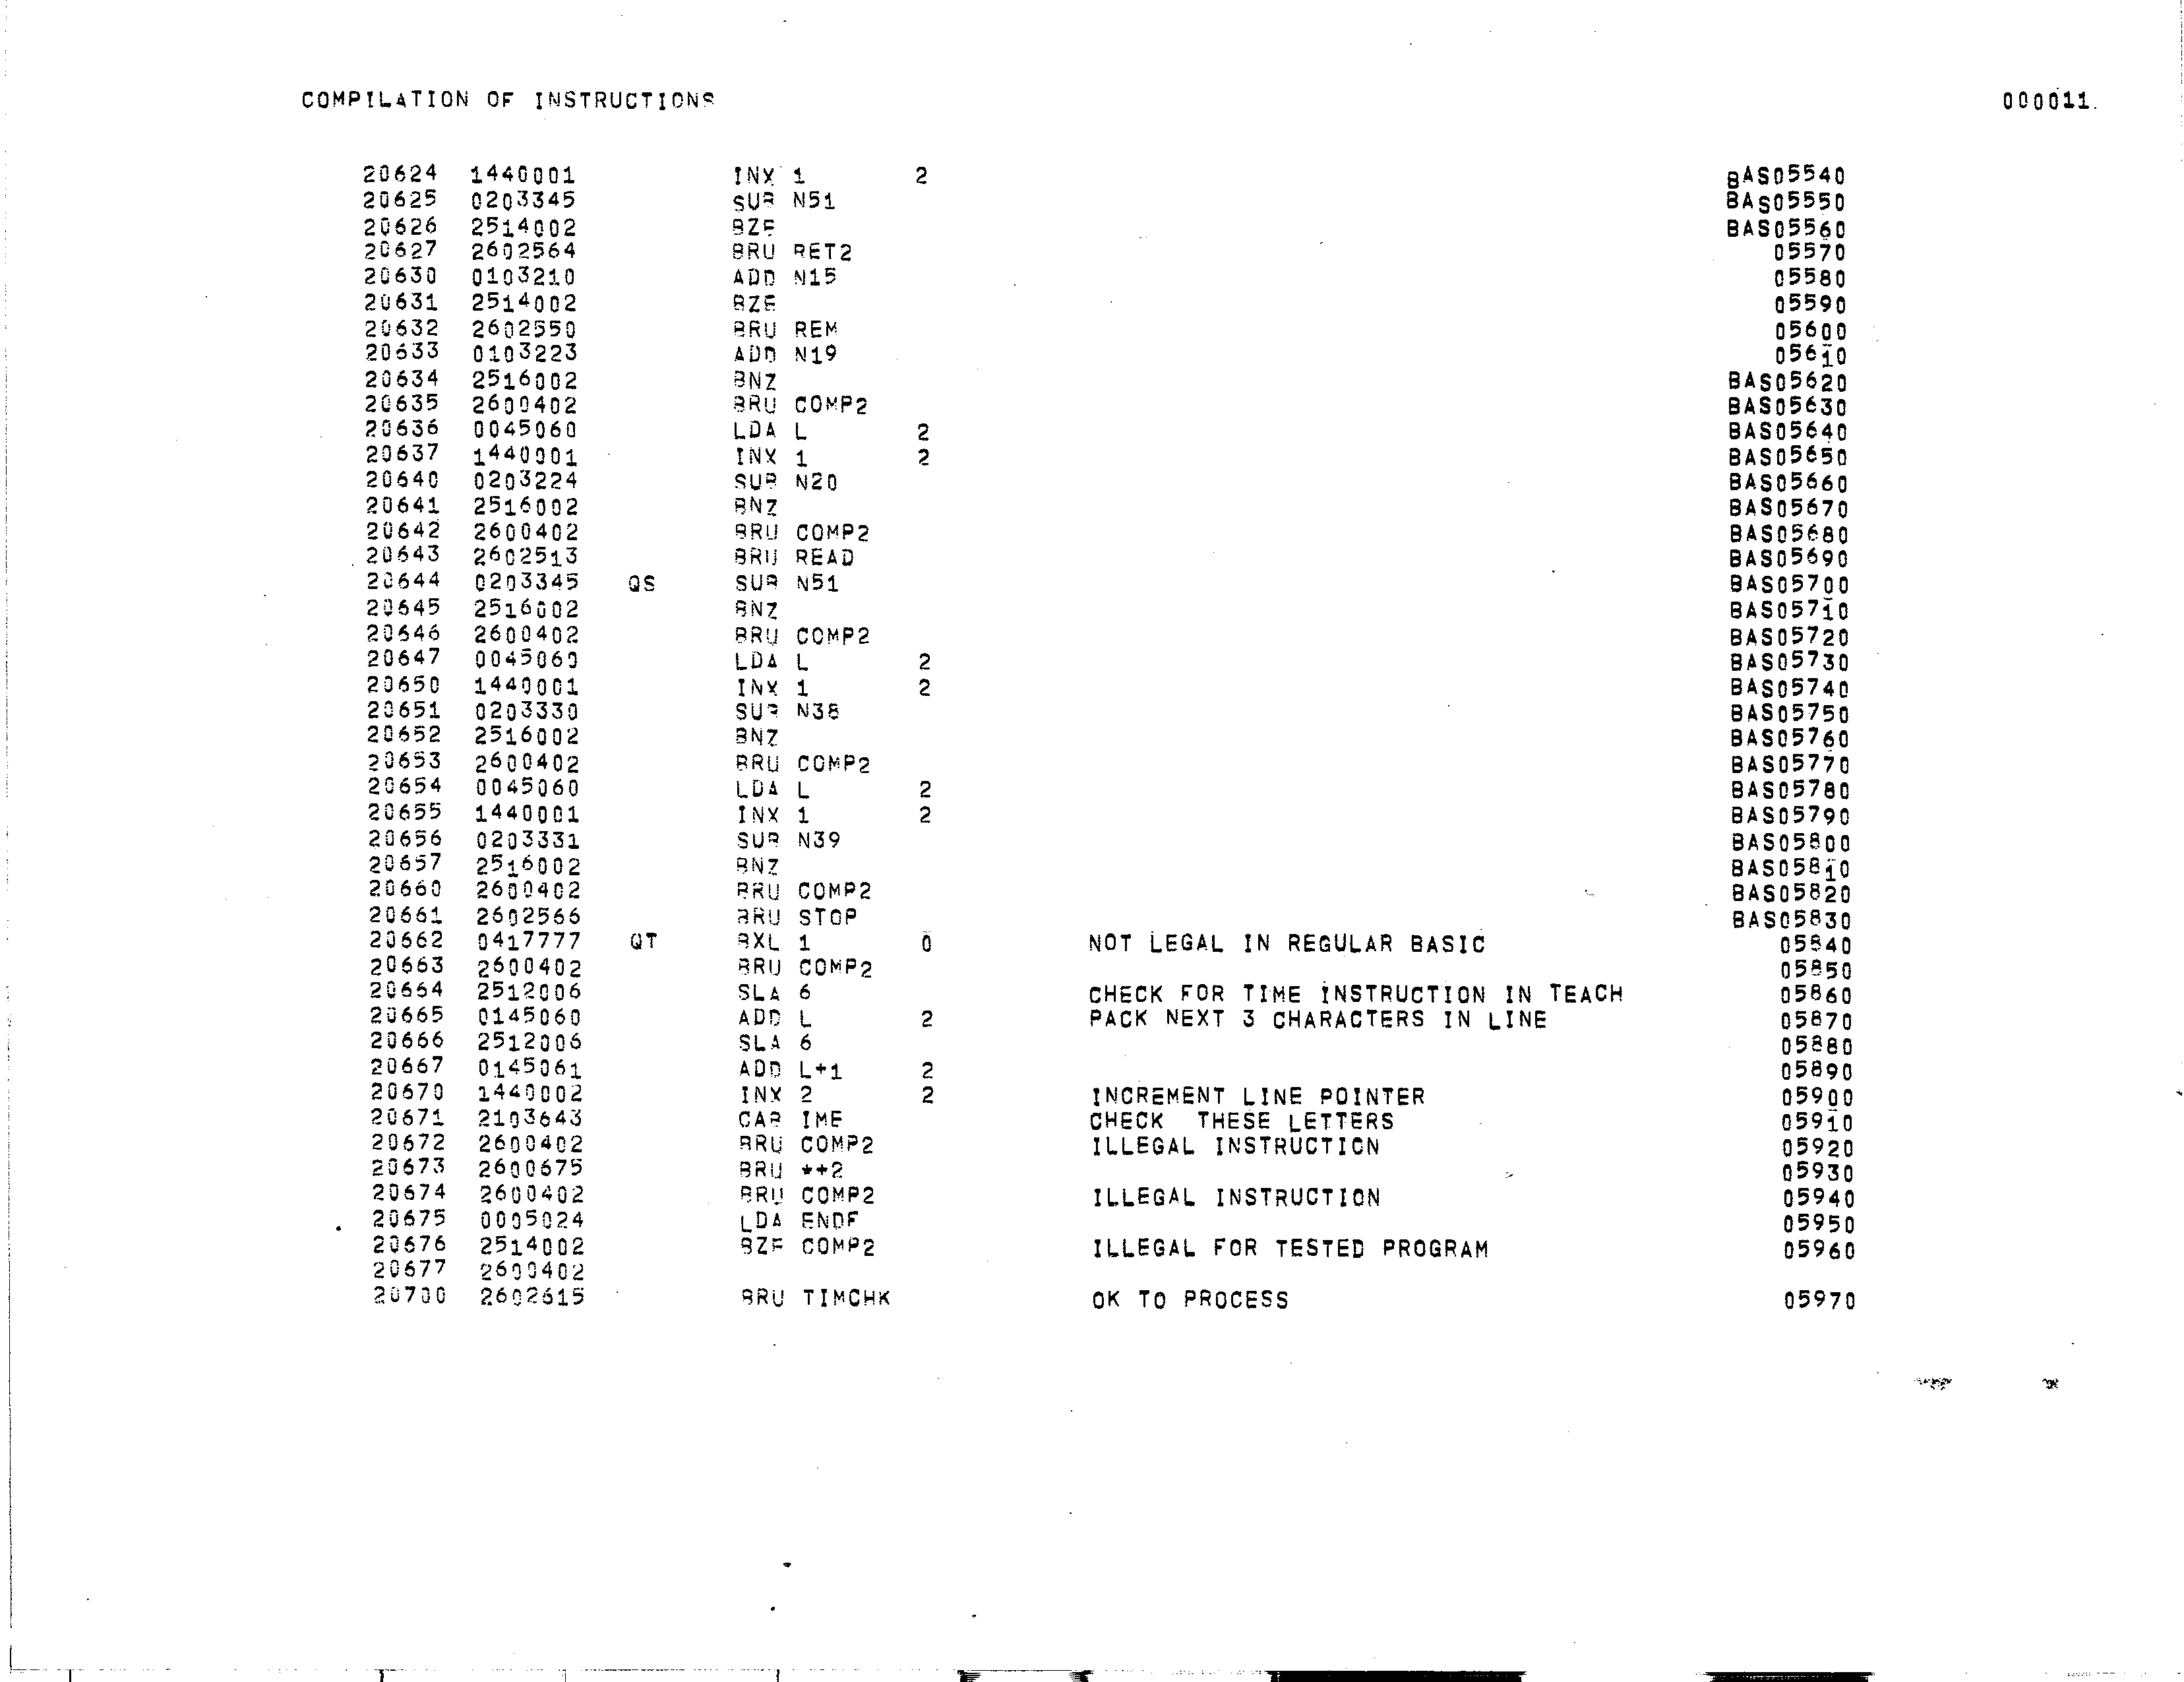 COMPILATION OF INSTRUCTIONS 000011.
20624 1440001 INX 1 2 BAS05540
20625 0203345 SUB N51 BAS05550
20626 2514002 BZE BAS05560
20627 2602564 BRU RET2 05570
20630 0103210 ADD N15 05580
20631 2514002 BZE 05590
20632 2602550 BRU REM 05600
20633 0103223 ADD N19 05610
20634 2516002 BNZ BAS05620
20635 2600402 BRU COMP2 BAS05630
20636 0045060 LDA L 2 BAS05640
20637 1440001 INX 1 2 BAS05650
20640 0203224 SUB N20 BAS05660
20641 2516002 BNZ BAS05670
20642 2600402 BRU COMP2 BAS05680
20643 2602513 BRU READ BAS05690
20644 0203345 QS SUB N51 BAS05700
20645 2516002 BNZ BAS05710
20646 2600402 BRU COMP2 BAS05720
20647 0045060 LDA L 2 BAS05730
20650 1440001 INX 1 2 BAS05740
20651 0203330 SUB N38 BAS05750
20652 2516002 BNZ BAS05760
20653 2600402 BRU COMP2 BAS05770
20654 0045060 LDA L 2 BAS05780
20655 1440001 INX 1 2 BAS05790
20656 0203331 SUB N39 BAS05800
20657 2516002 BNZ BAS05810
20660 2600402 BRU COMP2 BAS05820
20661 2602566 BRU STOP BAS05830
20662 0417777 QT BXL 1 0 NOT LEGAL IN REGULAR BASIC 05840
20663 2600402 BRU COMP2 05850
20664 2512006 SLA 6 CHECK FOR TIME INSTRUCTION IN TEACH 05860
20665 0145060 ADD L 2 PACK NEXT 3 CHARACTERS IN LINE 05870
20666 2512006 SLA 6 05880
20667 0145061 ADD L+1 2 05890
20670 1440002 INX 2 2 INCREMENT LINE POINTER 05900
20671 2103643 CAB IME CHECK THESE LETTERS 05910
20672 2600402 BRU COMP2 ILLEGAL INSTRUCTION 05920
20673 2600675 BRU *+2 05930
20674 2600402 BRU COMP2 ILLEGAL INSTRUCTION 05940
20675 0005024 LDA ENDF 05950
20676 2514002 BZE COMP2 ILLEGAL FOR TESTED PROGRAM 05960
20677 2600402
20700 2602615 BRU TIMCHK OK TO PROCESS 05970